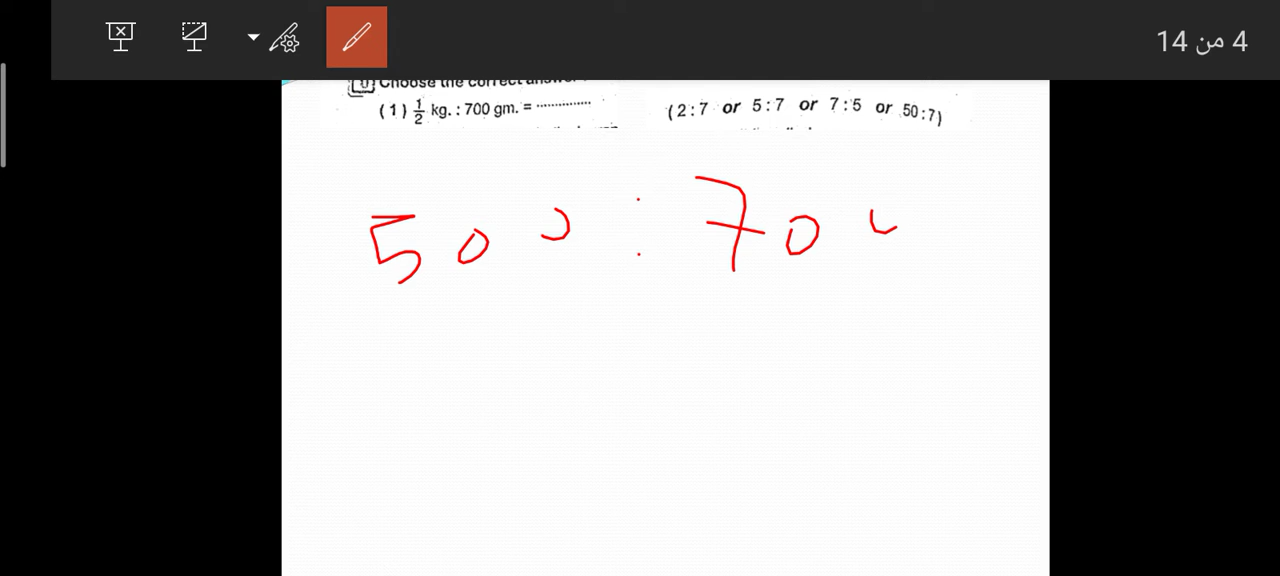 4 من 14
Choose the correct answer
(1) 1/2 kg. : 700 gm. = .............. (2 : 7 or 5 : 7 or 7 : 5 or 50 : 7)
500 : 700